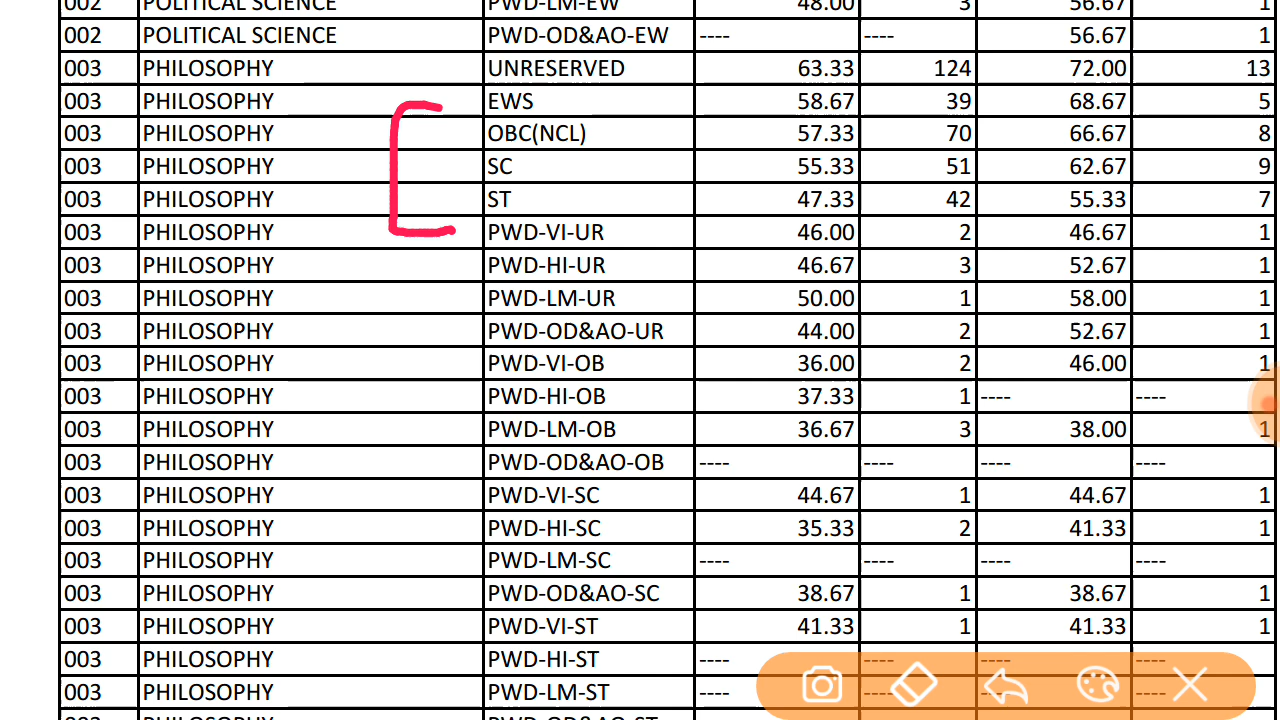 002 POLITICAL SCIENCE PWD-LM-EW 48.00 3 56.67 1
002 POLITICAL SCIENCE PWD-OD&AO-EW ---- ---- 56.67 1
003 PHILOSOPHY UNRESERVED 63.33 124 72.00 13
003 PHILOSOPHY EWS 58.67 39 68.67 5
003 PHILOSOPHY OBC(NCL) 57.33 70 66.67 8
003 PHILOSOPHY SC 55.33 51 62.67 9
003 PHILOSOPHY ST 47.33 42 55.33 7
003 PHILOSOPHY PWD-VI-UR 46.00 2 46.67 1
003 PHILOSOPHY PWD-HI-UR 46.67 3 52.67 1
003 PHILOSOPHY PWD-LM-UR 50.00 1 58.00 1
003 PHILOSOPHY PWD-OD&AO-UR 44.00 2 52.67 1
003 PHILOSOPHY PWD-VI-OB 36.00 2 46.00 1
003 PHILOSOPHY PWD-HI-OB 37.33 1 ---- ----
003 PHILOSOPHY PWD-LM-OB 36.67 3 38.00 1
003 PHILOSOPHY PWD-OD&AO-OB ---- ---- ---- ----
003 PHILOSOPHY PWD-VI-SC 44.67 1 44.67 1
003 PHILOSOPHY PWD-HI-SC 35.33 2 41.33 1
003 PHILOSOPHY PWD-LM-SC ---- ---- ---- ----
003 PHILOSOPHY PWD-OD&AO-SC 38.67 1 38.67 1
003 PHILOSOPHY PWD-VI-ST 41.33 1 41.33 1
003 PHILOSOPHY PWD-HI-ST ---- ---- ---- ----
003 PHILOSOPHY PWD-LM-ST ---- ---- ---- ----
003 PHILOSOPHY PWD-OD&AO-ST